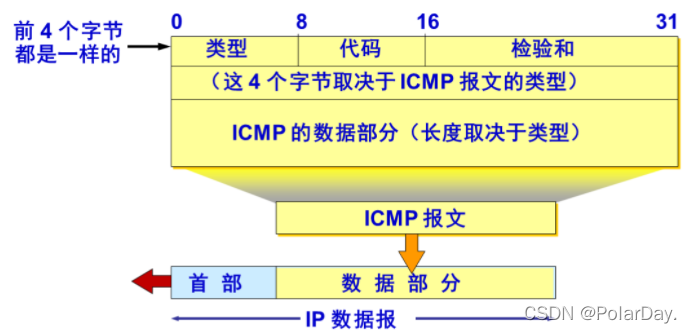 0 8 16 31
前 4 个字节
都是一样的
类型 代码 检验和
（这 4 个字节取决于 ICMP 报文的类型）
ICMP 的数据部分（长度取决于类型）
ICMP 报文
首 部 数 据 部 分
IP 数据报
CSDN @PolarDay.